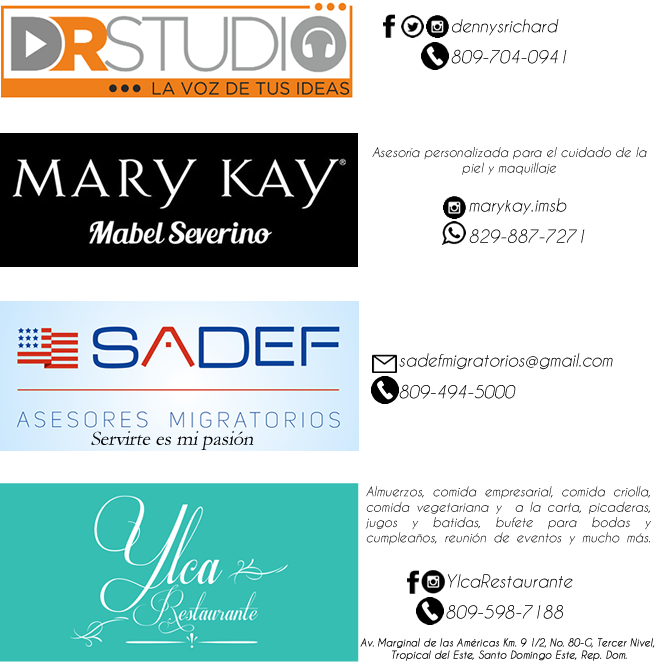 DRSTUDIO
LA VOZ DE TUS IDEAS
dennysrichard
809-704-0941
MARY KAY®
Mabel Severino
Asesoria personalizada para el cuidado de la
piel y maquillaje
marykay.imsb
829-887-7271
SADEF
ASESORES MIGRATORIOS
Servirte es mi pasión
sadefmigratorios@gmail.com
809-494-5000
Ylca
Restaurante
Almuerzos, comida empresarial, comida criolla,
comida vegetariana y a la carta, picaderas,
jugos y batidas, bufete para bodas y
cumpleaños, reunión de eventos y mucho más.
YlcaRestaurante
809-598-7188
Av. Marginal de las Américas Km. 9 1/2, No. 80-G, Tercer Nivel,
Tropical del Este, Santo Domingo Este, Rep. Dom.